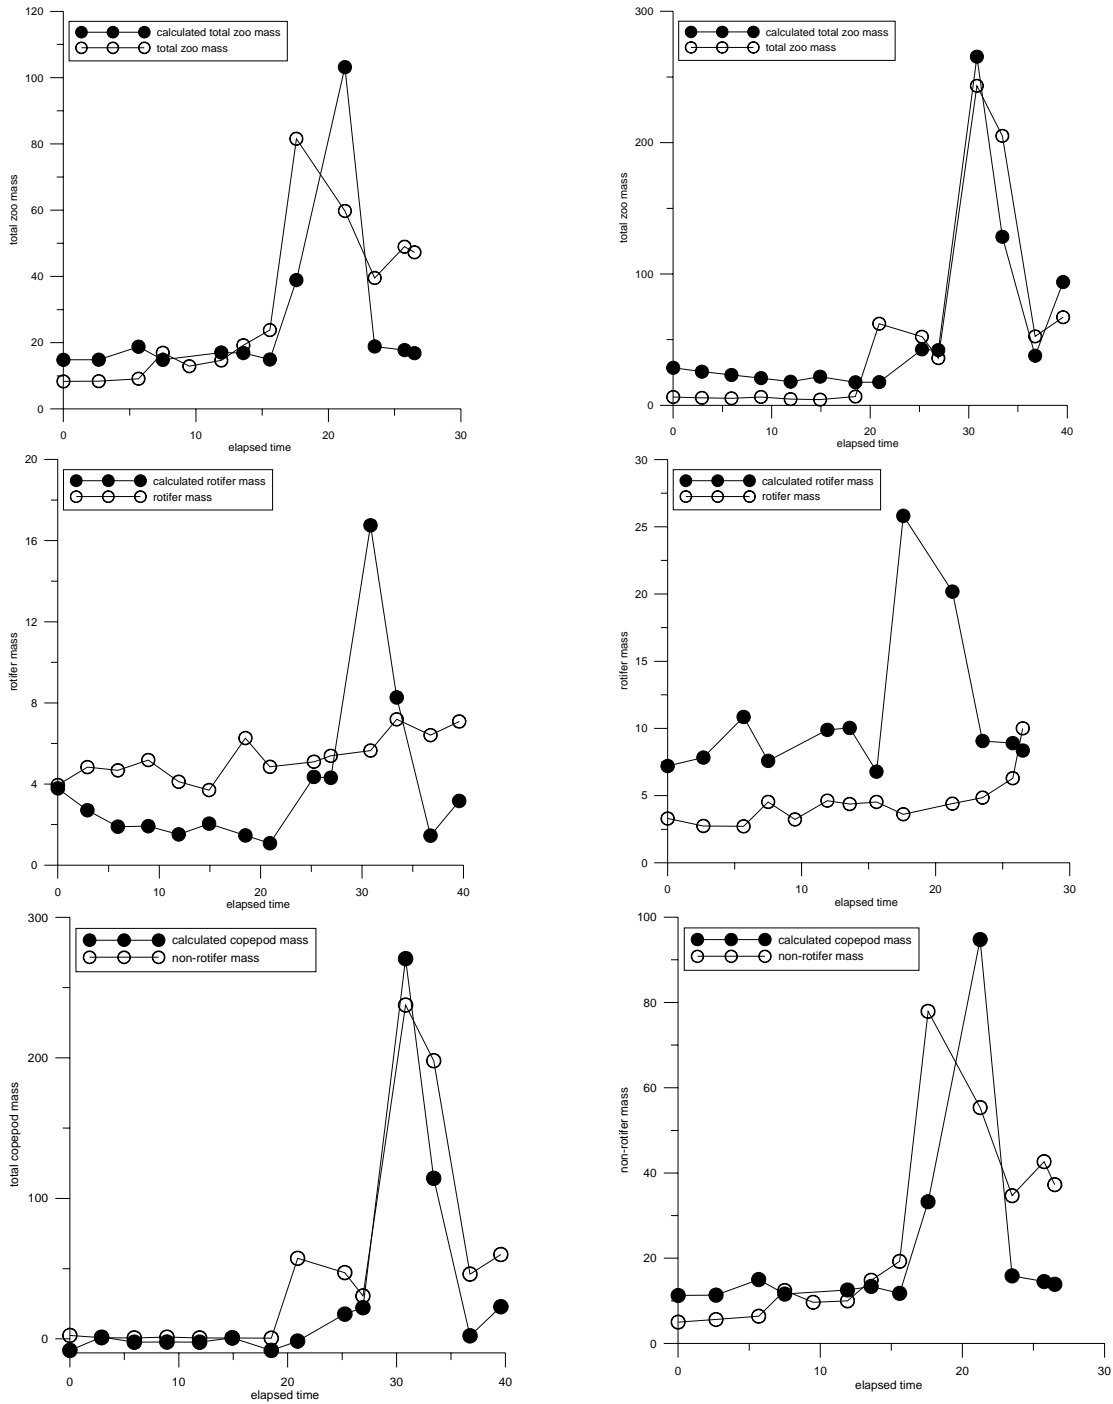 calculated total zoo mass
total zoo mass
120
100
80
60
40
20
0
total zoo mass
0 10 20 30
elapsed time
calculated total zoo mass
total zoo mass
300
200
100
0
total zoo mass
0 10 20 30 40
elapsed time
calculated rotifer mass
rotifer mass
20
16
12
8
4
0
rotifer mass
0 10 20 30 40
elapsed time
calculated rotifer mass
rotifer mass
30
25
20
15
10
5
0
rotifer mass
0 10 20 30
elapsed time
calculated copepod mass
non-rotifer mass
300
200
100
0
total copepod mass
0 10 20 30 40
elapsed time
calculated copepod mass
non-rotifer mass
100
80
60
40
20
0
non-rotifer mass
0 10 20 30
elapsed time